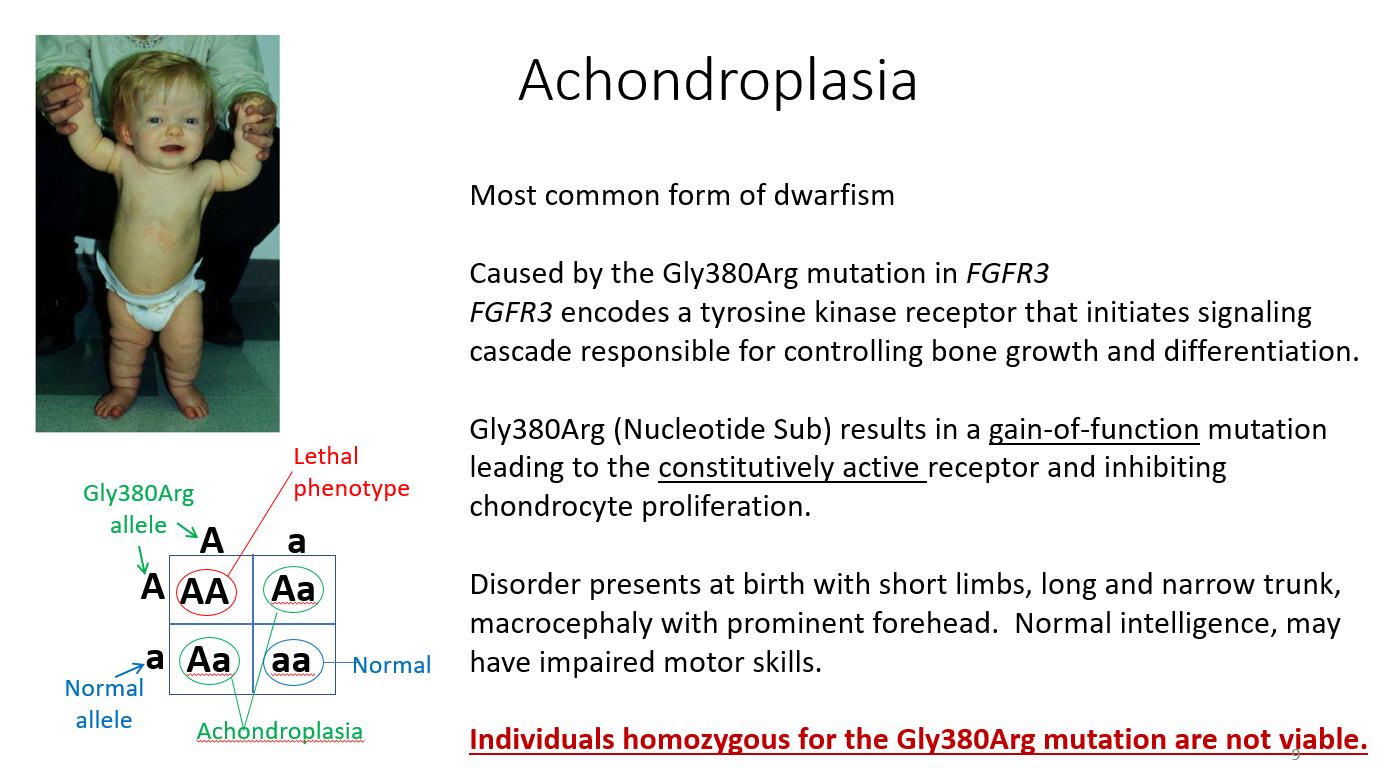 Achondroplasia
Most common form of dwarfism
Caused by the Gly380Arg mutation in FGFR3
FGFR3 encodes a tyrosine kinase receptor that initiates signaling
cascade responsible for controlling bone growth and differentiation.
Gly380Arg (Nucleotide Sub) results in a gain-of-function mutation
leading to the constitutively active receptor and inhibiting
chondrocyte proliferation.
Disorder presents at birth with short limbs, long and narrow trunk,
macrocephaly with prominent forehead.  Normal intelligence, may
have impaired motor skills.
Individuals homozygous for the Gly380Arg mutation are not viable.
Lethal
phenotype
Gly380Arg
allele
A a
A AA Aa
a Aa aa
Normal
Normal
allele
Achondroplasia
9